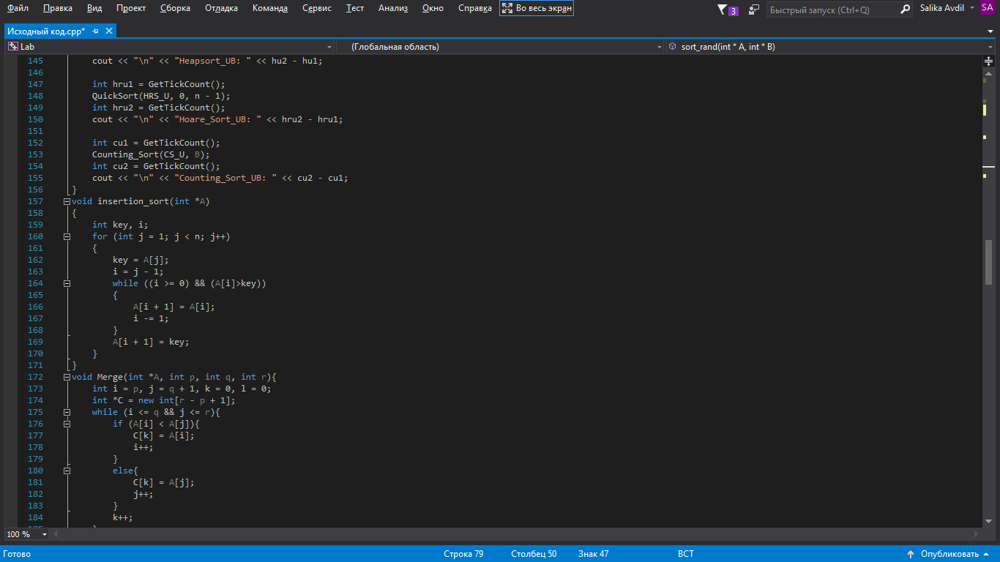 Файл Правка Вид Проект Сборка Отладка Команда Сервис Тест Анализ Окно Справка Во весь экран 3 Быстрый запуск (Ctrl+Q) Salika Avdil SA
Исходный код.cpp*
Lab (Глобальная область) sort_rand(int * A, int * B)
145 cout << "\n" << "Heapsort_UB: " << hu2 - hu1;
146
147 int hru1 = GetTickCount();
148 QuickSort(HRS_U, 0, n - 1);
149 int hru2 = GetTickCount();
150 cout << "\n" << "Hoare_Sort_UB: " << hru2 - hru1;
151
152 int cu1 = GetTickCount();
153 Counting_Sort(CS_U, B);
154 int cu2 = GetTickCount();
155 cout << "\n" << "Counting_Sort_UB: " << cu2 - cu1;
156 }
157 void insertion_sort(int *A)
158 {
159 int key, i;
160 for (int j = 1; j < n; j++)
161 {
162 key = A[j];
163 i = j - 1;
164 while ((i >= 0) && (A[i]>key))
165 {
166 A[i + 1] = A[i];
167 i -= 1;
168 }
169 A[i + 1] = key;
170 }
171 }
172 void Merge(int *A, int p, int q, int r){
173 int i = p, j = q + 1, k = 0, l = 0;
174 int *C = new int[r - p + 1];
175 while (i <= q && j <= r){
176 if (A[i] < A[j]){
177 C[k] = A[i];
178 i++;
179 }
180 else{
181 C[k] = A[j];
182 j++;
183 }
184 k++;
100 %
Готово Строка 79 Столбец 50 Знак 47 ВСТ Опубликовать